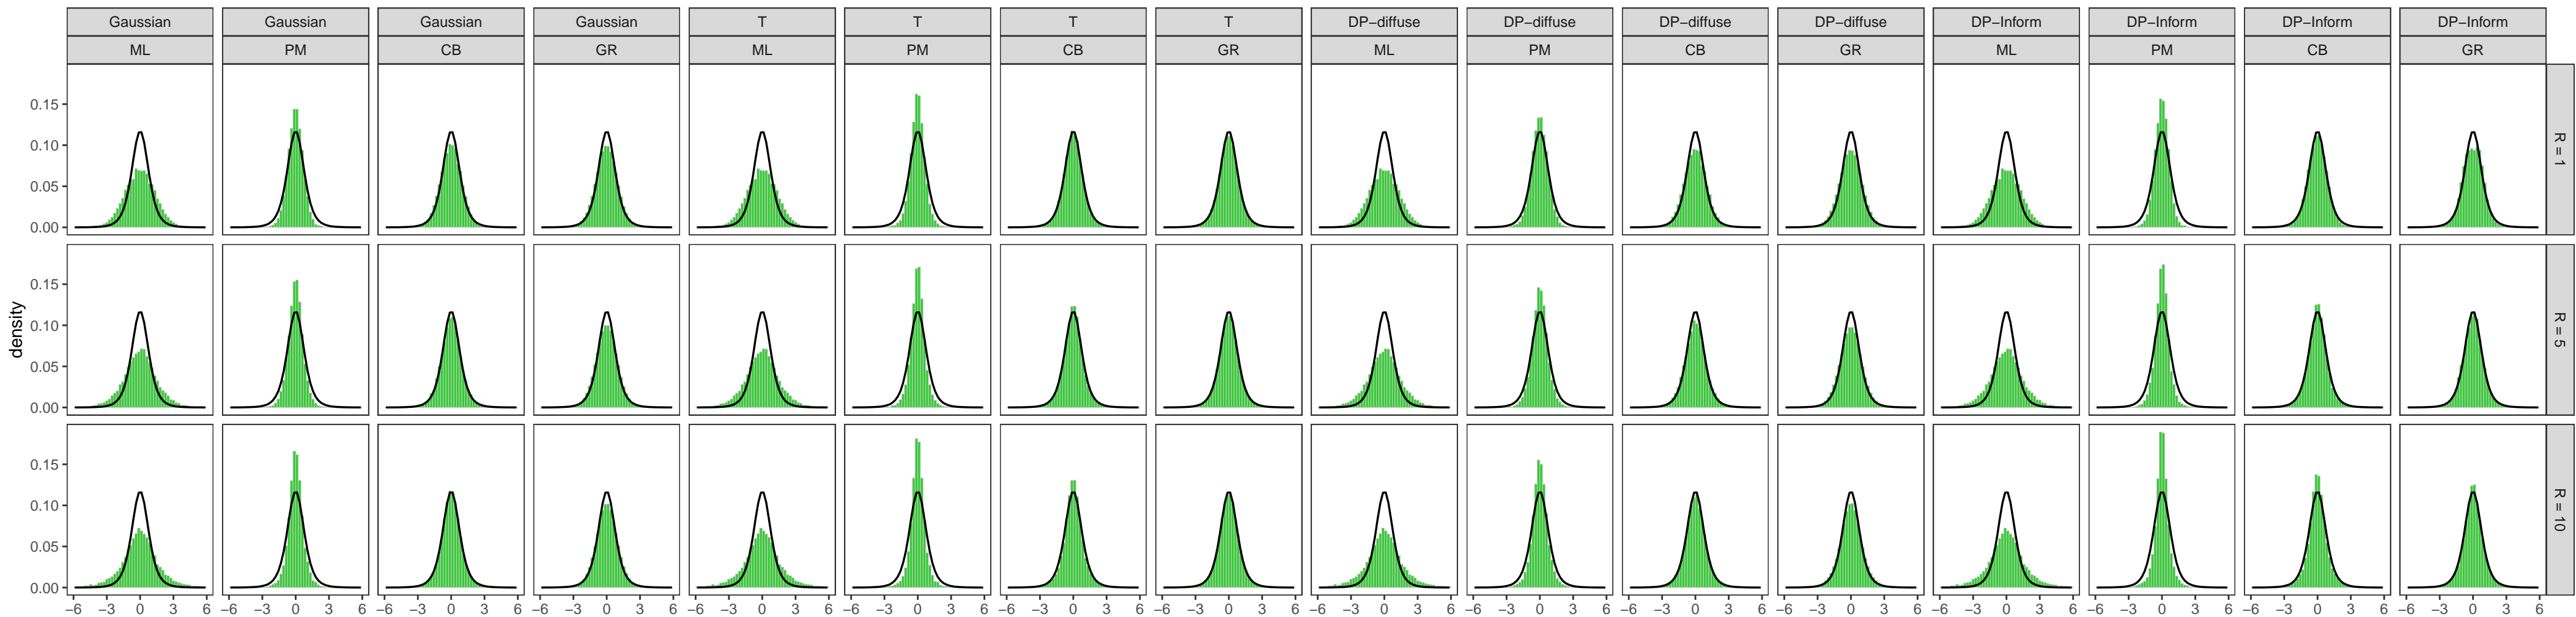 Gaussian Gaussian Gaussian Gaussian T T T T DP−diffuse DP−diffuse DP−diffuse DP−diffuse DP−Inform DP−Inform DP−Inform DP−Inform
ML PM CB GR ML PM CB GR ML PM CB GR ML PM CB GR
0.15
0.10
0.05
0.00
R = 1
density
0.15
0.10
0.05
0.00
R = 5
0.15
0.10
0.05
0.00
R = 10
−6 −3 0 3 6 −6 −3 0 3 6 −6 −3 0 3 6 −6 −3 0 3 6 −6 −3 0 3 6 −6 −3 0 3 6 −6 −3 0 3 6 −6 −3 0 3 6 −6 −3 0 3 6 −6 −3 0 3 6 −6 −3 0 3 6 −6 −3 0 3 6 −6 −3 0 3 6 −6 −3 0 3 6 −6 −3 0 3 6 −6 −3 0 3 6